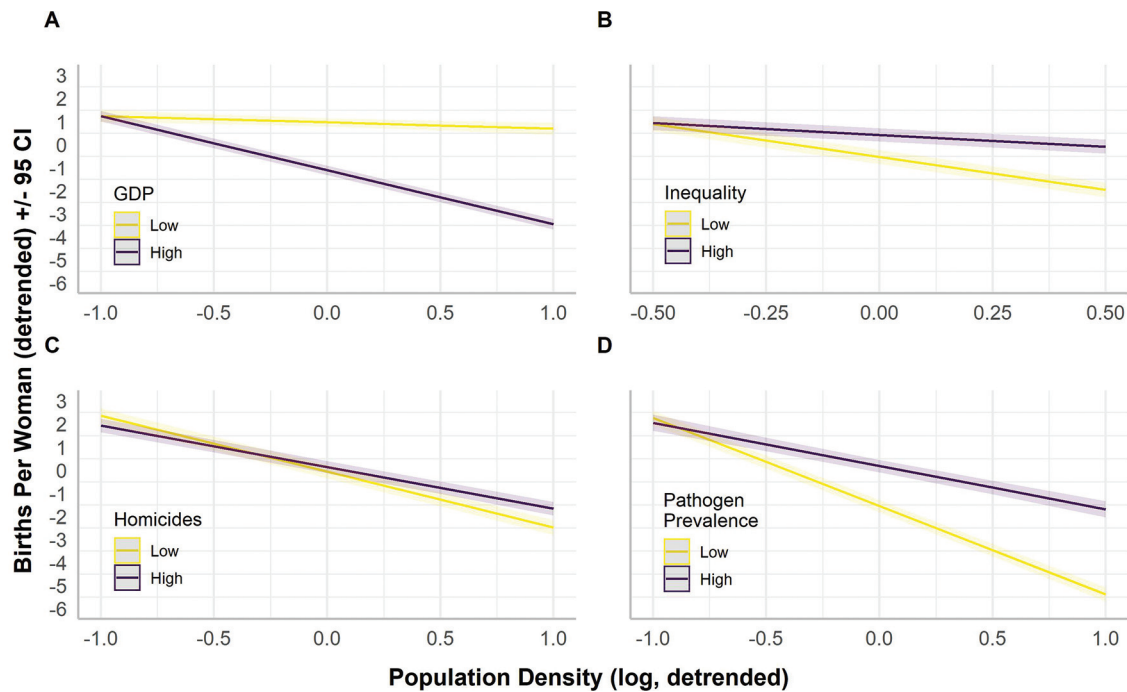 A
B
Births Per Woman (detrended) +/- 95 CI
3
2
1
0
-1
-2
-3
-4
-5
-6
GDP
Low
High
-1.0 -0.5 0.0 0.5 1.0
Inequality
Low
High
-0.50 -0.25 0.00 0.25 0.50
C
D
3
2
1
0
-1
-2
-3
-4
-5
-6
Homicides
Low
High
-1.0 -0.5 0.0 0.5 1.0
Pathogen
Prevalence
Low
High
-1.0 -0.5 0.0 0.5 1.0
Population Density (log, detrended)